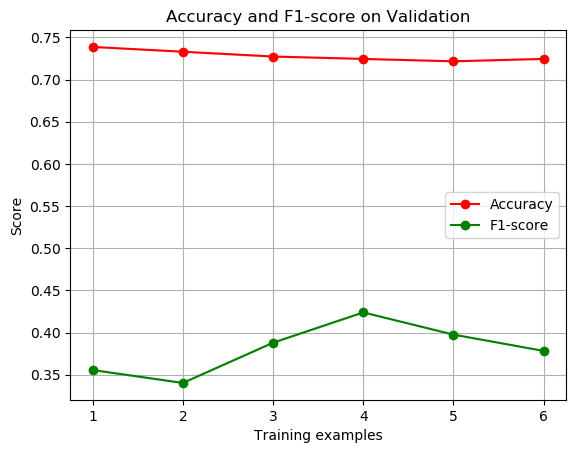 Accuracy and F1-score on Validation
0.75
0.70
0.65
0.60
0.55
0.50
0.45
0.40
0.35
Score
Accuracy
F1-score
1 2 3 4 5 6
Training examples